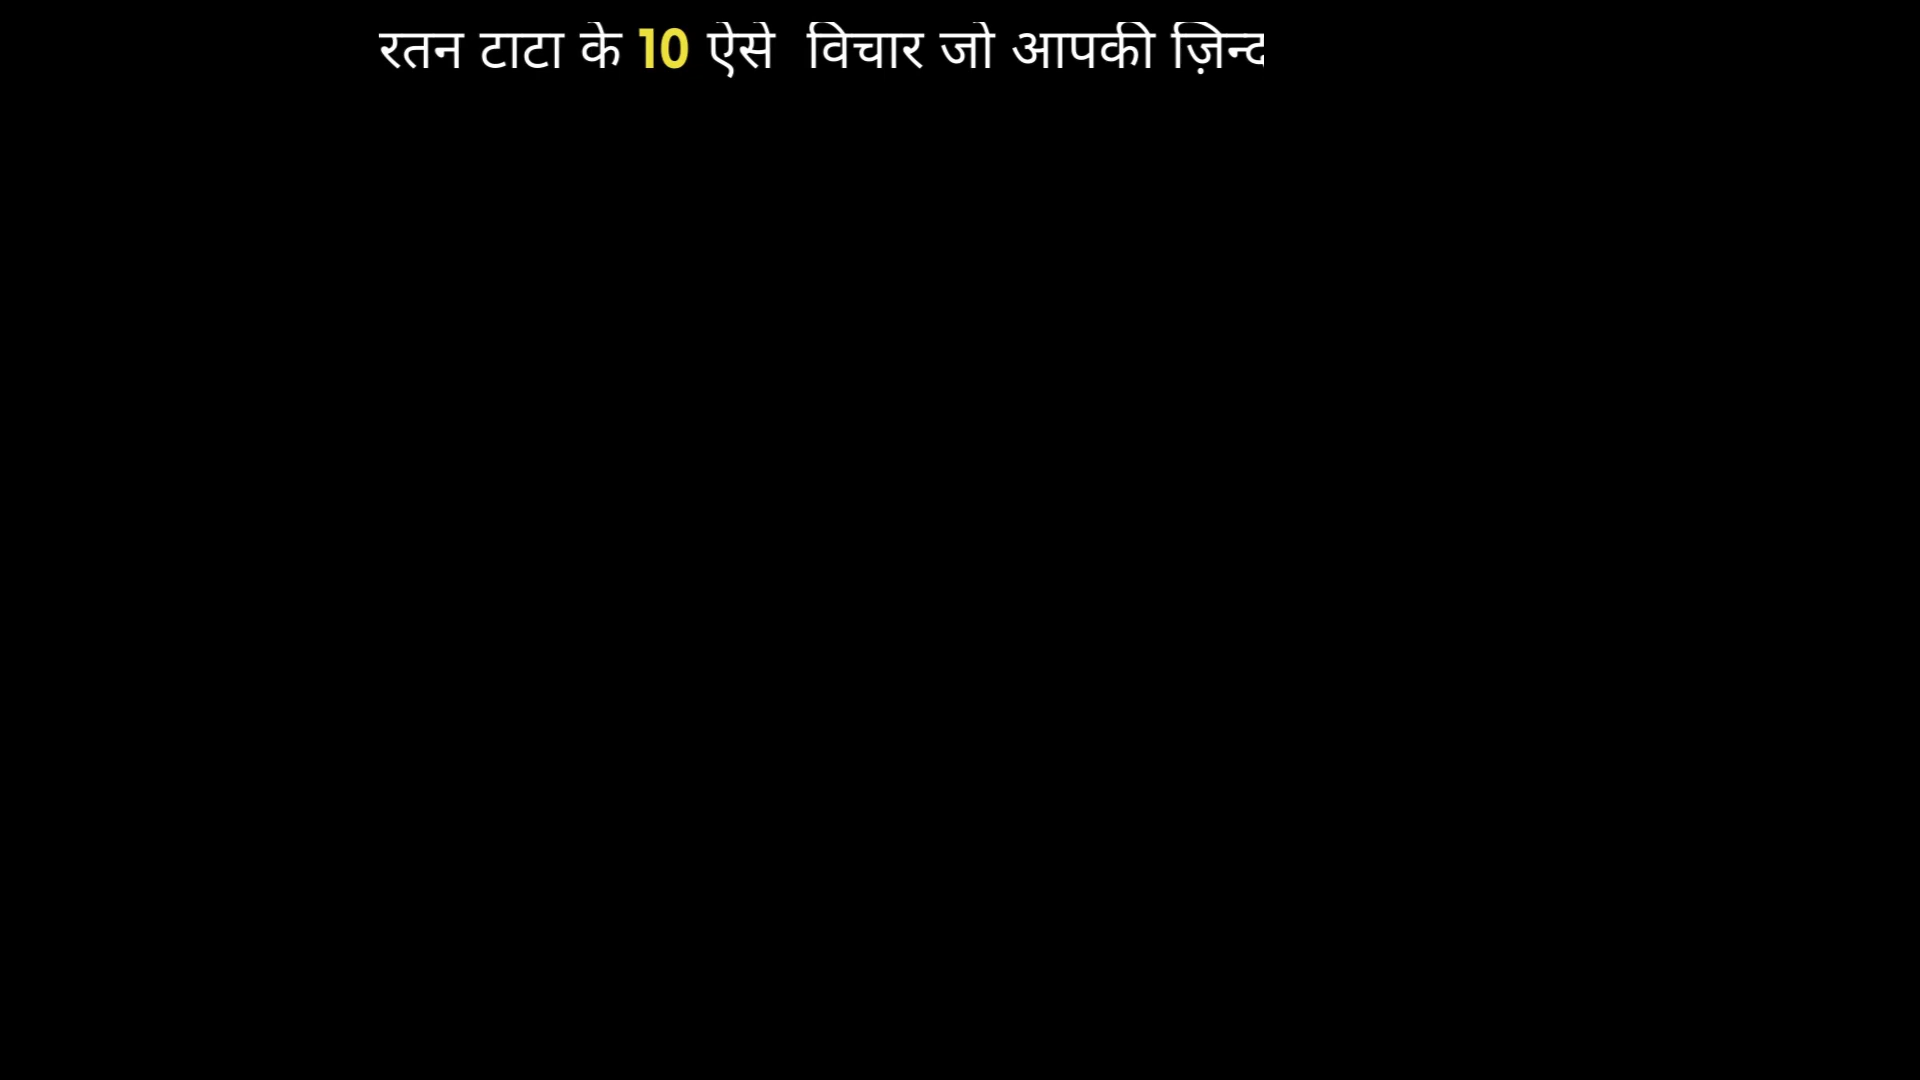 रतन टाटा के 10 ऐसे विचार जो आपकी